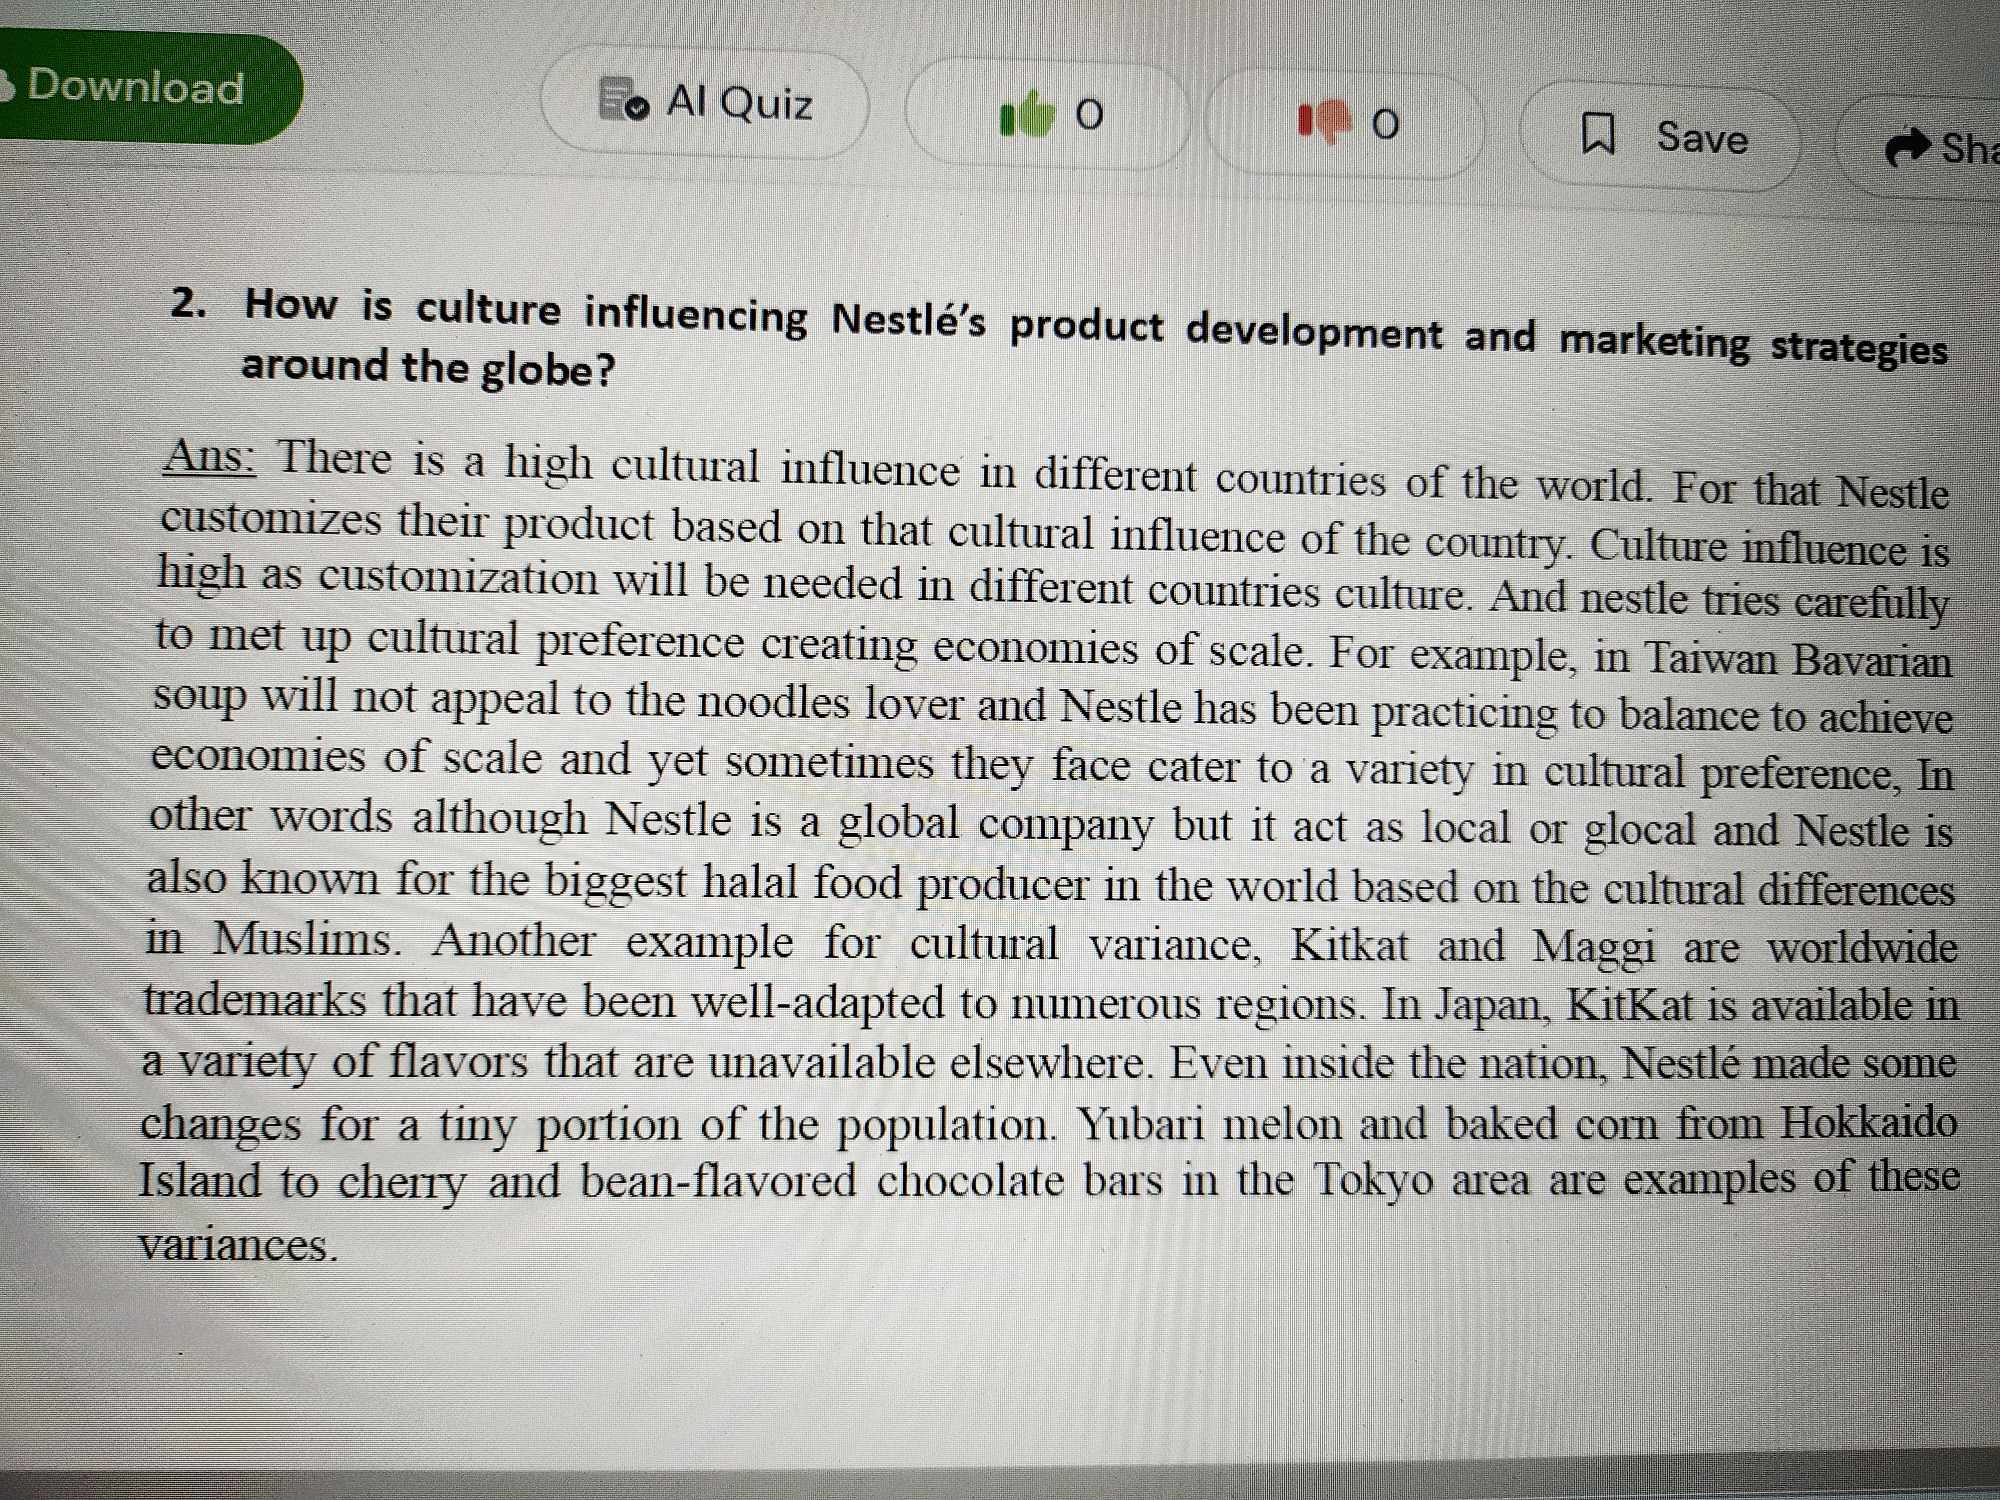 Download
AI Quiz
0
0
Save
Sha
2. How is culture influencing Nestlé's product development and marketing strategies
around the globe?
Ans: There is a high cultural influence in different countries of the world. For that Nestle
customizes their product based on that cultural influence of the country. Culture influence is
high as customization will be needed in different countries culture. And nestle tries carefully
to met up cultural preference creating economies of scale. For example, in Taiwan Bavarian
soup will not appeal to the noodles lover and Nestle has been practicing to balance to achieve
economies of scale and yet sometimes they face cater to a variety in cultural preference, In
other words although Nestle is a global company but it act as local or glocal and Nestle is
also known for the biggest halal food producer in the world based on the cultural differences
in Muslims. Another example for cultural variance, Kitkat and Maggi are worldwide
trademarks that have been well-adapted to numerous regions. In Japan, KitKat is available in
a variety of flavors that are unavailable elsewhere. Even inside the nation, Nestlé made some
changes for a tiny portion of the population. Yubari melon and baked corn from Hokkaido
Island to cherry and bean-flavored chocolate bars in the Tokyo area are examples of these
variances.